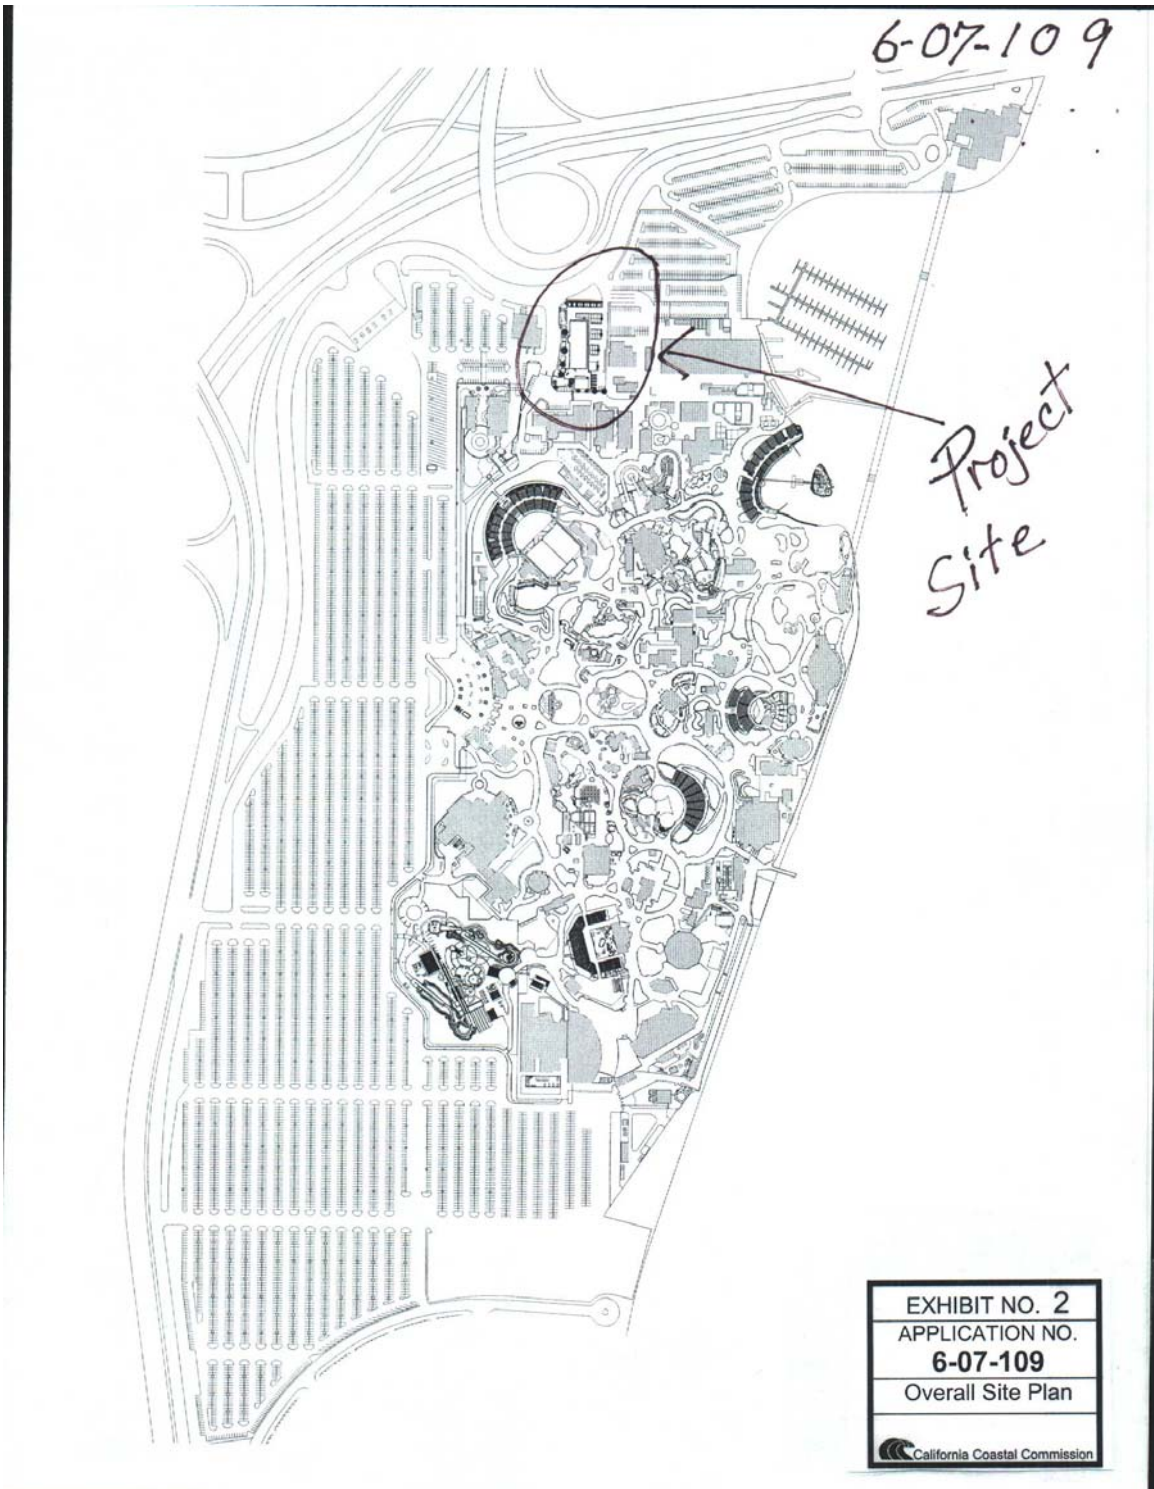 6-07-109
Project
Site
EXHIBIT NO. 2
APPLICATION NO.
6-07-109
Overall Site Plan
California Coastal Commission